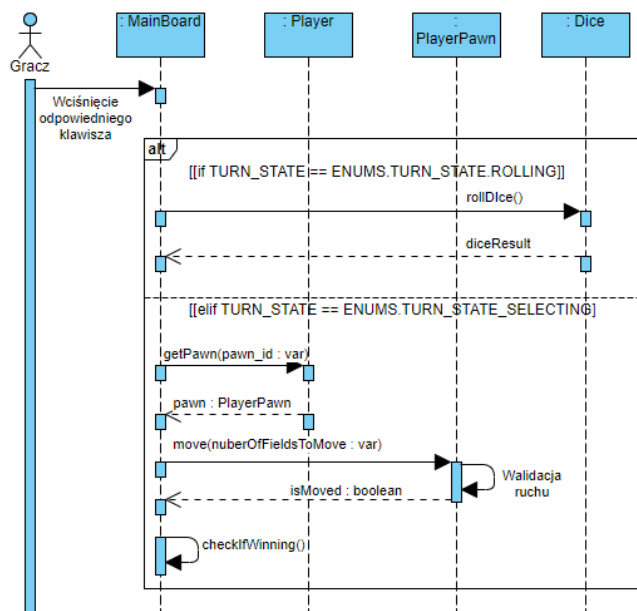 : MainBoard
: Player
:
PlayerPawn
: Dice
Gracz
Wciśnięcie
odpowiedniego
klawisza
alt
[[if TURN_STATE == ENUMS.TURN_STATE.ROLLING]]
rollDIce()
diceResult
[[elif TURN_STATE == ENUMS.TURN_STATE_SELECTING]
getPawn(pawn_id : var)
pawn : PlayerPawn
move(nuberOfFieldsToMove : var)
Walidacja
ruchu
isMoved : boolean
checkIfWinning()